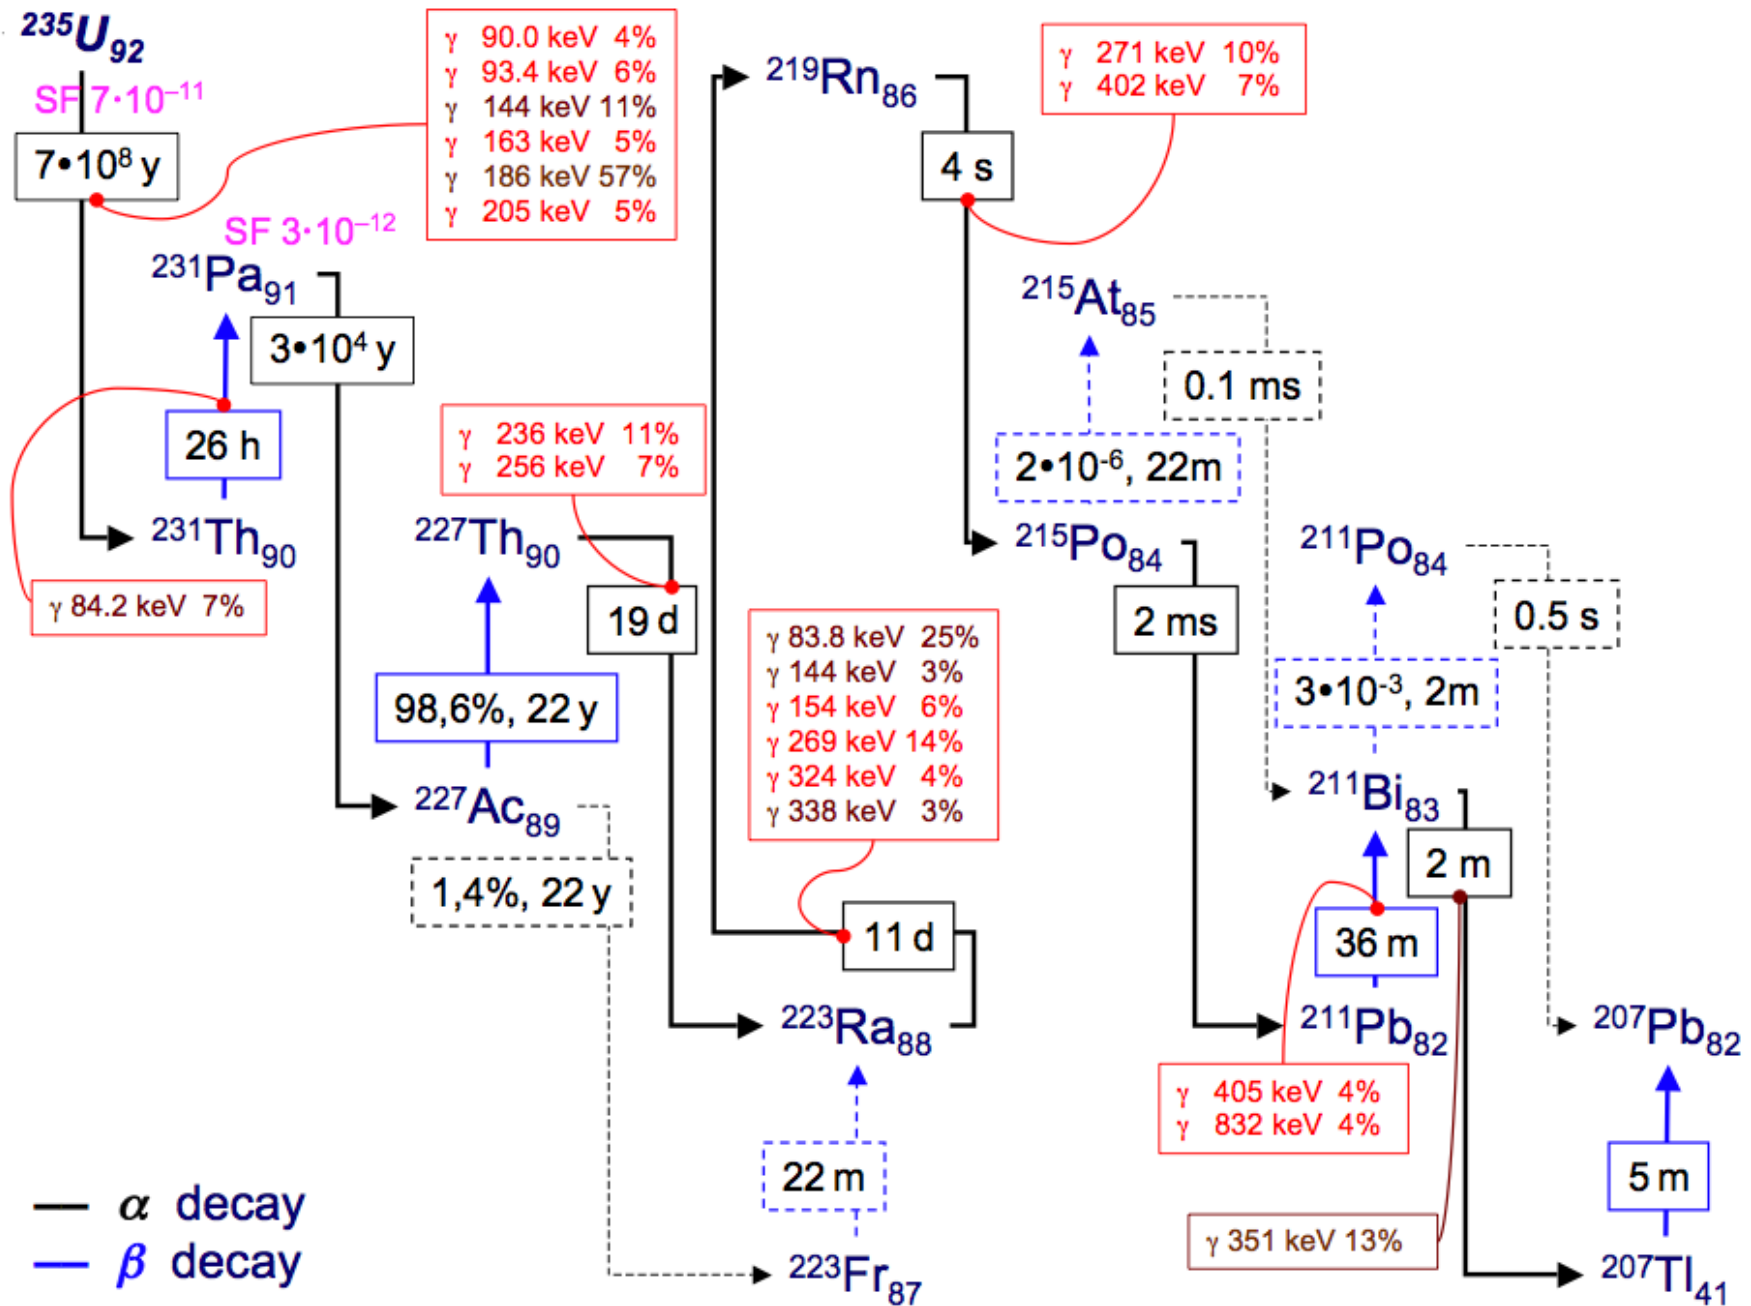 ²³⁵U₉₂
SF 7·10⁻¹¹
7•10⁸ y
γ 90.0 keV 4%
γ 93.4 keV 6%
γ 144 keV 11%
γ 163 keV 5%
γ 186 keV 57%
γ 205 keV 5%
SF 3·10⁻¹²
²³¹Pa₉₁
3•10⁴ y
26 h
²³¹Th₉₀
γ 84.2 keV 7%
γ 236 keV 11%
γ 256 keV 7%
²²⁷Th₉₀
19 d
98,6%, 22 y
²²⁷Ac₈₉
1,4%, 22 y
²¹⁹Rn₈₆
4 s
γ 271 keV 10%
γ 402 keV 7%
γ 83.8 keV 25%
γ 144 keV 3%
γ 154 keV 6%
γ 269 keV 14%
γ 324 keV 4%
γ 338 keV 3%
11 d
²²³Ra₈₈
22 m
²²³Fr₈₇
²¹⁵At₈₅
0.1 ms
2•10⁻⁶, 22m
²¹⁵Po₈₄
2 ms
²¹¹Po₈₄
0.5 s
3•10⁻³, 2m
²¹¹Bi₈₃
2 m
36 m
²¹¹Pb₈₂
γ 405 keV 4%
γ 832 keV 4%
γ 351 keV 13%
²⁰⁷Pb₈₂
5 m
²⁰⁷Tl₄₁
α decay
β decay